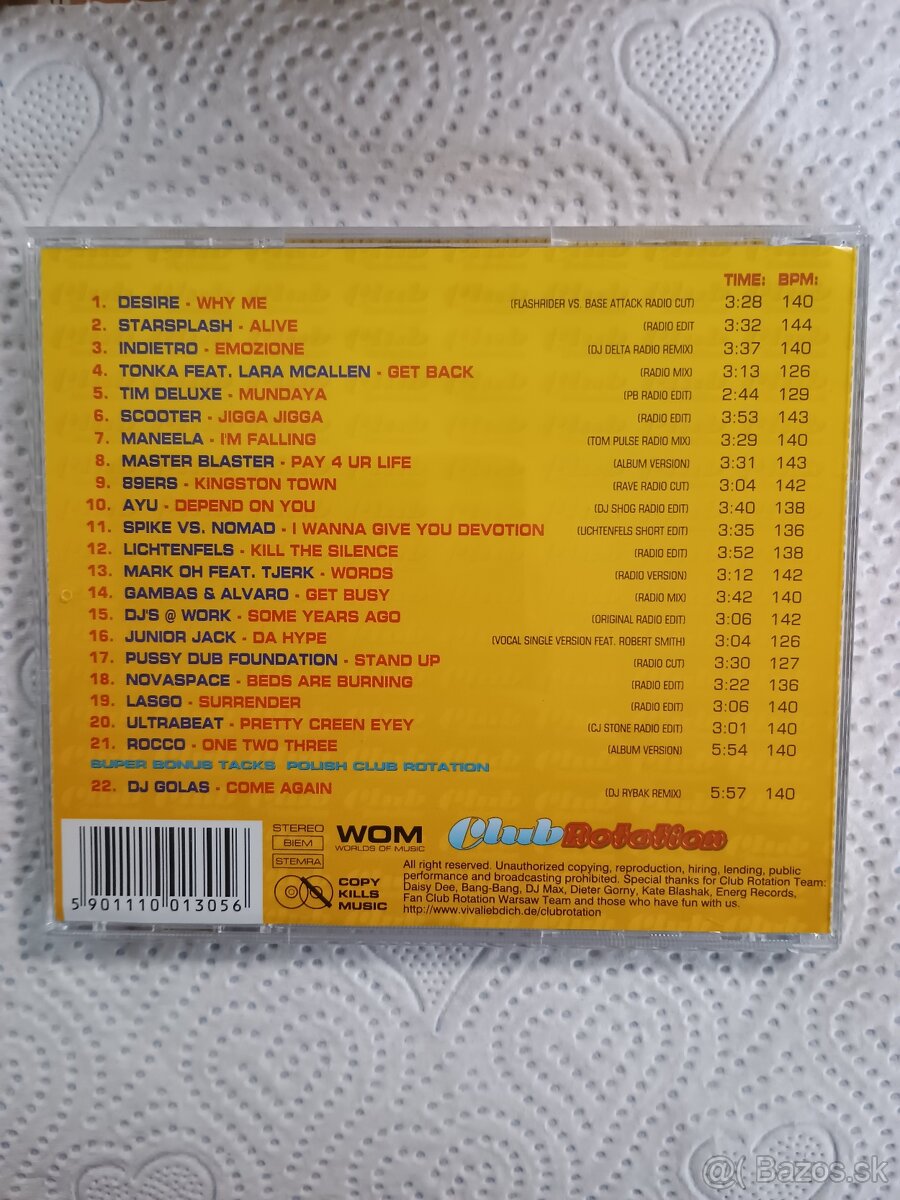 TIME: BPM:
1. DESIRE - WHY ME (FLASHRIDER VS. BASE ATTACK RADIO CUT) 3:28 140
2. STARSPLASH - ALIVE (RADIO EDIT 3:32 144
3. INDIETRO - EMOZIONE (DJ DELTA RADIO REMIX) 3:37 140
4. TONKA FEAT. LARA MCALLEN - GET BACK (RADIO MIX) 3:13 126
5. TIM DELUXE - MUNDAYA (PB RADIO EDIT) 2:44 129
6. SCOOTER - JIGGA JIGGA (RADIO EDIT) 3:53 143
7. MANEELA - I'M FALLING (TOM PULSE RADIO MIX) 3:29 140
8. MASTER BLASTER - PAY 4 UR LIFE (ALBUM VERSION) 3:31 143
9. 89ERS - KINGSTON TOWN (RAVE RADIO CUT) 3:04 142
10. AYU - DEPEND ON YOU (DJ SHOG RADIO EDIT) 3:40 138
11. SPIKE VS. NOMAD - I WANNA GIVE YOU DEVOTION (LICHTENFELS SHORT EDIT) 3:35 136
12. LICHTENFELS - KILL THE SILENCE (RADIO EDIT) 3:52 138
13. MARK OH FEAT. TJERK - WORDS (RADIO VERSION) 3:12 142
14. GAMBAS & ALVARO - GET BUSY (RADIO MIX) 3:42 140
15. DJ'S @ WORK - SOME YEARS AGO (ORIGINAL RADIO EDIT) 3:06 142
16. JUNIOR JACK - DA HYPE (VOCAL SINGLE VERSION FEAT. ROBERT SMITH) 3:04 126
17. PUSSY DUB FOUNDATION - STAND UP (RADIO CUT) 3:30 127
18. NOVASPACE - BEDS ARE BURNING (RADIO EDIT) 3:22 136
19. LASGO - SURRENDER (RADIO EDIT) 3:06 140
20. ULTRABEAT - PRETTY CREEN EYEY (CJ STONE RADIO EDIT) 3:01 140
21. ROCCO - ONE TWO THREE (ALBUM VERSION) 5:54 140
SUPER BONUS TACKS POLISH CLUB ROTATION
22. DJ GOLAS - COME AGAIN (DJ RYBAK REMIX) 5:57 140
STEREO
BIEM
STEMRA
COPY
KILLS
MUSIC
WOM
WORLDS OF MUSIC
Club Rotation
All right reserved. Unauthorized copying, reproduction, hiring, lending, public
performance and broadcasting prohibited. Special thanks for Club Rotation Team:
Daisy Dee, Bang-Bang, DJ Max, Dieter Gorny, Kate Blashak, Energ Records,
Fan Club Rotation Warsaw Team and those who have fun with us.
http://www.vivaliebdich.de/clubrotation
5 901110 013056
@( Bazos.sk